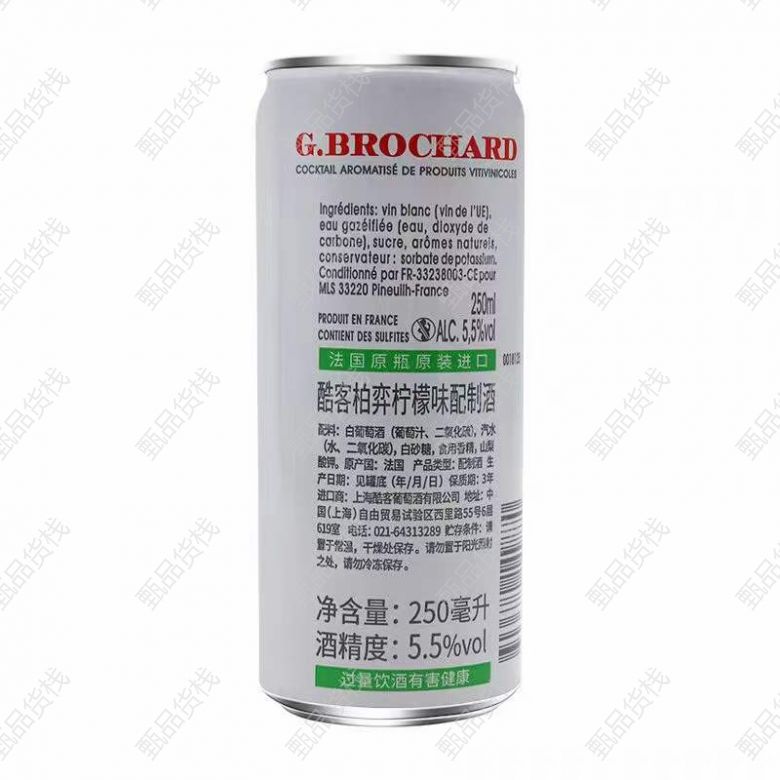 G.BROCHARD
COCKTAIL AROMATISÉ DE PRODUITS VITIVINICOLES
Ingrédients: vin blanc (vin de l'UE),
eau gazéifiée (eau, dioxyde de
carbone), sucre, arômes naturels,
conservateur : sorbate de potassium.
Conditionné par FR-33238003-CE pour
MLS 33220 Pineuilh-France
250ml
PRODUIT EN FRANCE
CONTIENT DES SULFITES
ALC. 5,5%vol
法国原瓶原装进口
酷客柏弈柠檬味配制酒
配料：白葡萄酒（葡萄汁、二氧化硫），汽水
（水、二氧化碳），白砂糖，食用香精，山梨
酸钾。原产国：法国 产品类型：配制酒 生
产日期：见罐底（年/月/日）保质期：3年
进口商：上海酷客葡萄酒有限公司 地址：中
国（上海）自由贸易试验区西里路55号6层
619室 电话：021-64313289 贮存条件：请
置于常温，干燥处保存。请勿置于阳光直射
之处，请勿冷冻保存。
净含量：250毫升
酒精度：5.5%vol
过量饮酒有害健康
甄品货栈